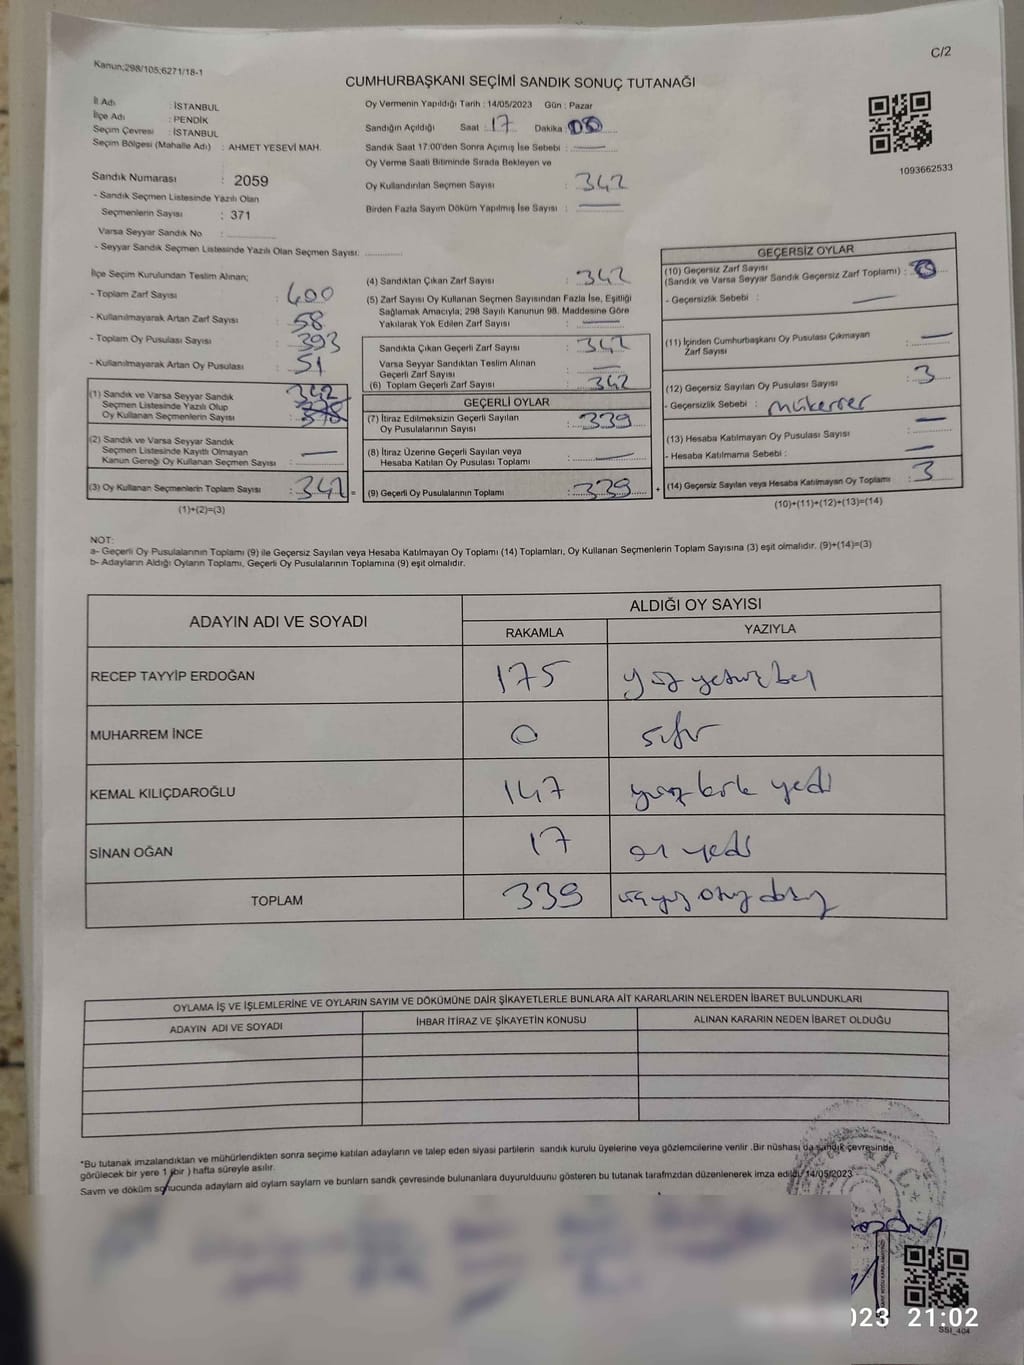 Kanun;298/105;6271/18-1
C/2
CUMHURBAŞKANI SEÇİMİ SANDIK SONUÇ TUTANAĞI
İl Adı : İSTANBUL
İlçe Adı : PENDİK
Seçim Çevresi : İSTANBUL
Seçim Bölgesi (Mahalle Adı) : AHMET YESEVİ MAH.
Sandık Numarası : 2059
- Sandık Seçmen Listesinde Yazılı Olan
Seçmenlerin Sayısı : 371
Varsa Seyyar Sandık No :
- Seyyar Sandık Seçmen Listesinde Yazılı Olan Seçmen Sayısı:
Oy Vermenin Yapıldığı Tarih : 14/05/2023 Gün : Pazar
Sandığın Açıldığı Saat : 17 Dakika :
Sandık Saat 17:00'den Sonra Açımış İse Sebebi : —
Oy Verme Saati Bitiminde Sırada Bekleyen ve
Oy Kullandırılan Seçmen Sayısı : 342
Birden Fazla Sayım Döküm Yapılmış İse Sayısı : —
1093662533
İlçe Seçim Kurulundan Teslim Alınan;
- Toplam Zarf Sayısı : 400
- Kullanılmayarak Artan Zarf Sayısı : 58
- Toplam Oy Pusulası Sayısı : 393
- Kullanılmayarak Artan Oy Pusulası : 51
(1) Sandık ve Varsa Seyyar Sandık
Seçmen Listesinde Yazılı Olup
Oy Kullanan Seçmenlerin Sayısı : 342
(2) Sandık ve Varsa Seyyar Sandık
Seçmen Listesinde Kayıtlı Olmayan
Kanun Gereği Oy Kullanan Seçmen Sayısı : —
(3) Oy Kullanan Seçmenlerin Toplam Sayısı : 342 =
(1)+(2)=(3)
(4) Sandıktan Çıkan Zarf Sayısı : 342
(5) Zarf Sayısı Oy Kullanan Seçmen Sayısından Fazla İse, Eşitliği
Sağlamak Amacıyla; 298 Sayılı Kanunun 98. Maddesine Göre
Yakılarak Yok Edilen Zarf Sayısı : —
Sandıkta Çıkan Geçerli Zarf Sayısı : 342
Varsa Seyyar Sandıktan Teslim Alınan
Geçerli Zarf Sayısı : —
(6) Toplam Geçerli Zarf Sayısı : 342
GEÇERLİ OYLAR
(7) İtiraz Edilmeksizin Geçerli Sayılan
Oy Pusulalarının Sayısı : 339
(8) İtiraz Üzerine Geçerli Sayılan veya
Hesaba Katılan Oy Pusulası Toplamı : —
(9) Geçerli Oy Pusulalarının Toplamı : 339 +
GEÇERSİZ OYLAR
(10) Geçersiz Zarf Sayısı
(Sandık ve Varsa Seyyar Sandık Geçersiz Zarf Toplamı) :
- Geçersizlik Sebebi : —
(11) İçinden Cumhurbaşkanı Oy Pusulası Çıkmayan
Zarf Sayısı : —
(12) Geçersiz Sayılan Oy Pusulası Sayısı : 3
- Geçersizlik Sebebi : mükerrer
(13) Hesaba Katılmayan Oy Pusulası Sayısı : —
- Hesaba Katılmama Sebebi : —
(14) Geçersiz Sayılan veya Hesaba Katılmayan Oy Toplamı : 3
(10)+(11)+(12)+(13)=(14)
NOT:
a- Geçerli Oy Pusulalarının Toplamı (9) ile Geçersiz Sayılan veya Hesaba Katılmayan Oy Toplamı (14) Toplamları, Oy Kullanan Seçmenlerin Toplam Sayısına (3) eşit olmalıdır. (9)+(14)=(3)
b- Adayların Aldığı Oyların Toplamı, Geçerli Oy Pusulalarının Toplamına (9) eşit olmalıdır.
ADAYIN ADI VE SOYADI
ALDIĞI OY SAYISI
RAKAMLA YAZIYLA
RECEP TAYYİP ERDOĞAN 175 yüz yetmiş beş
MUHARREM İNCE 0 sıfır
KEMAL KILIÇDAROĞLU 147 yüz kırk yedi
SİNAN OĞAN 17 on yedi
TOPLAM 339 üçyüz otuz dokuz
OYLAMA İŞ VE İŞLEMLERİNE VE OYLARIN SAYIM VE DÖKÜMÜNE DAİR ŞİKAYETLERLE BUNLARA AİT KARARLARIN NELERDEN İBARET BULUNDUKLARI
ADAYIN ADI VE SOYADI İHBAR İTİRAZ VE ŞİKAYETİN KONUSU ALINAN KARARIN NEDEN İBARET OLDUĞU
*Bu tutanak imzalandıktan ve mühürlendikten sonra seçime katılan adayların ve talep eden siyasi partilerin sandık kurulu üyelerine veya gözlemcilerine verilir .Bir nüshası da sandık çevresinde
görülecek bir yere 1 (bir ) hafta süreyle asılır.
Sayım ve döküm sonucunda adayların ald oyların sayların ve bunların sandk çevresinde bulunanlara duyurulduunu gösteren bu tutanak tarafmzdan düzenlenerek imza edildi. 14/05/2023
023 21:02
SSI_404